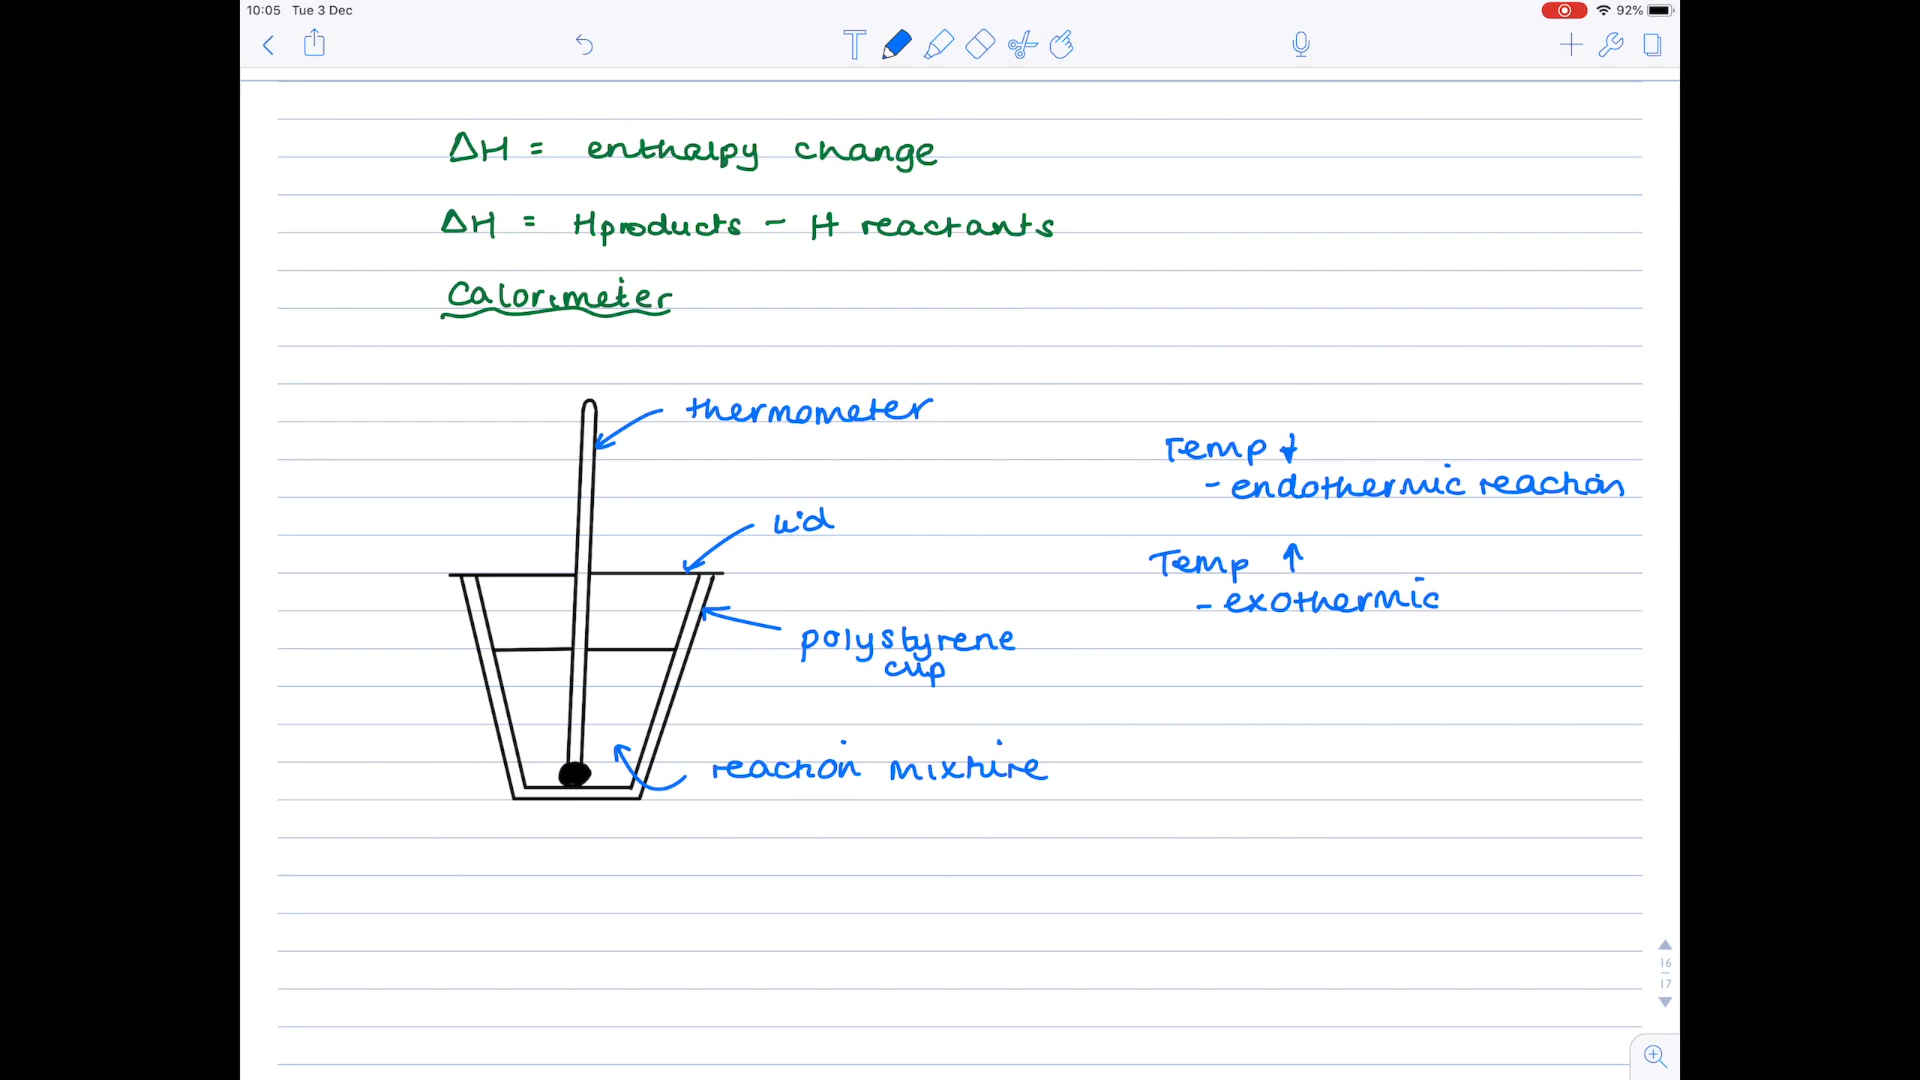 10:05 Tue 3 Dec
92%
T
ΔH = enthalpy change
ΔH = Hproducts - H reactants
Calorimeter
thermometer
Temp ↓
- endothermic reaction
lid
Temp ↑
- exothermic
polystyrene
cup
reaction mixture
16
17